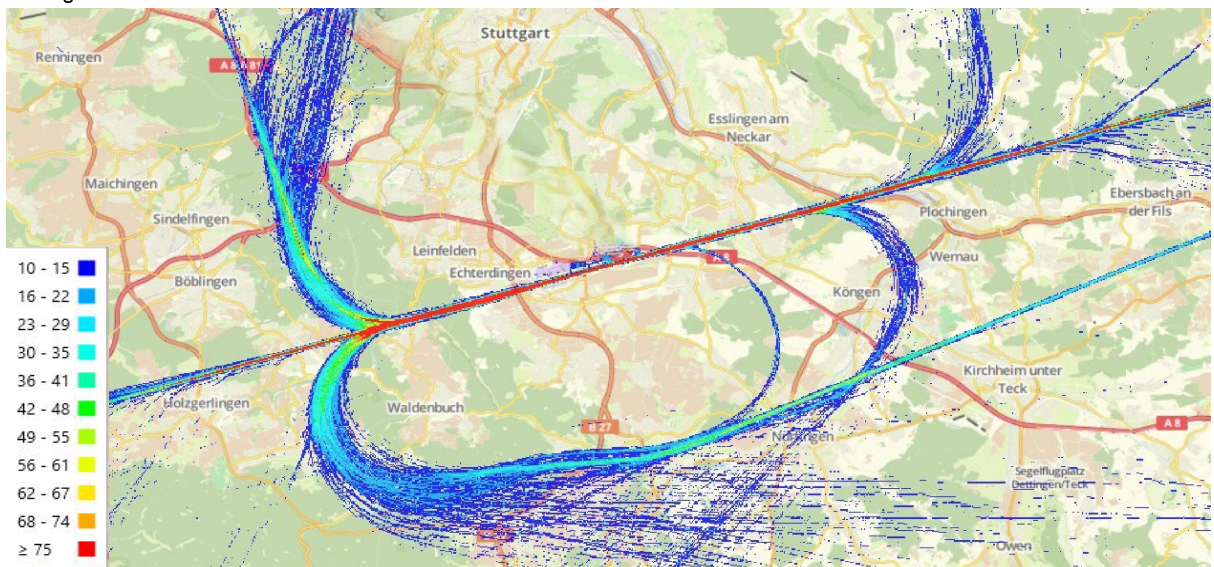 Stuttgart
Renningen
A 8 A 81
Esslingen am
Neckar
Maichingen
Sindelfingen
Ebersbach an
der Fils
Plochingen
Leinfelden
Wernau
Echterdingen
Böblingen
Köngen
Holzgerlingen
Kirchheim unter
Teck
Waldenbuch
B 27
A 8
Nürtingen
Segelflugplatz
Dettingen/Teck
Owen
10 - 15
16 - 22
23 - 29
30 - 35
36 - 41
42 - 48
49 - 55
56 - 61
62 - 67
68 - 74
≥ 75